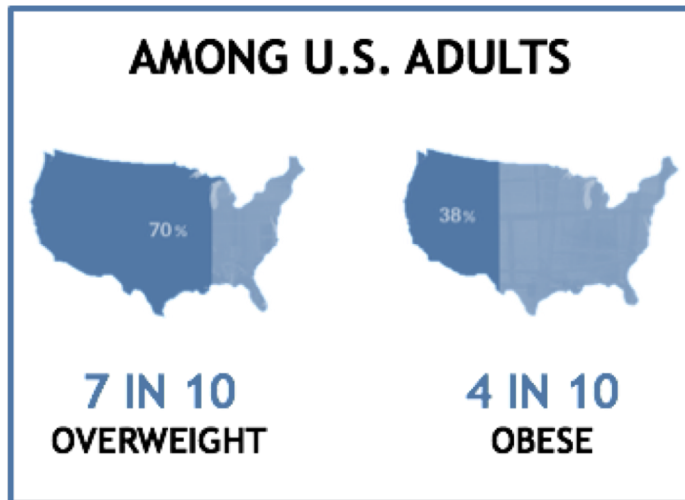 AMONG U.S. ADULTS
70%
38%
7 IN 10
4 IN 10
OVERWEIGHT
OBESE